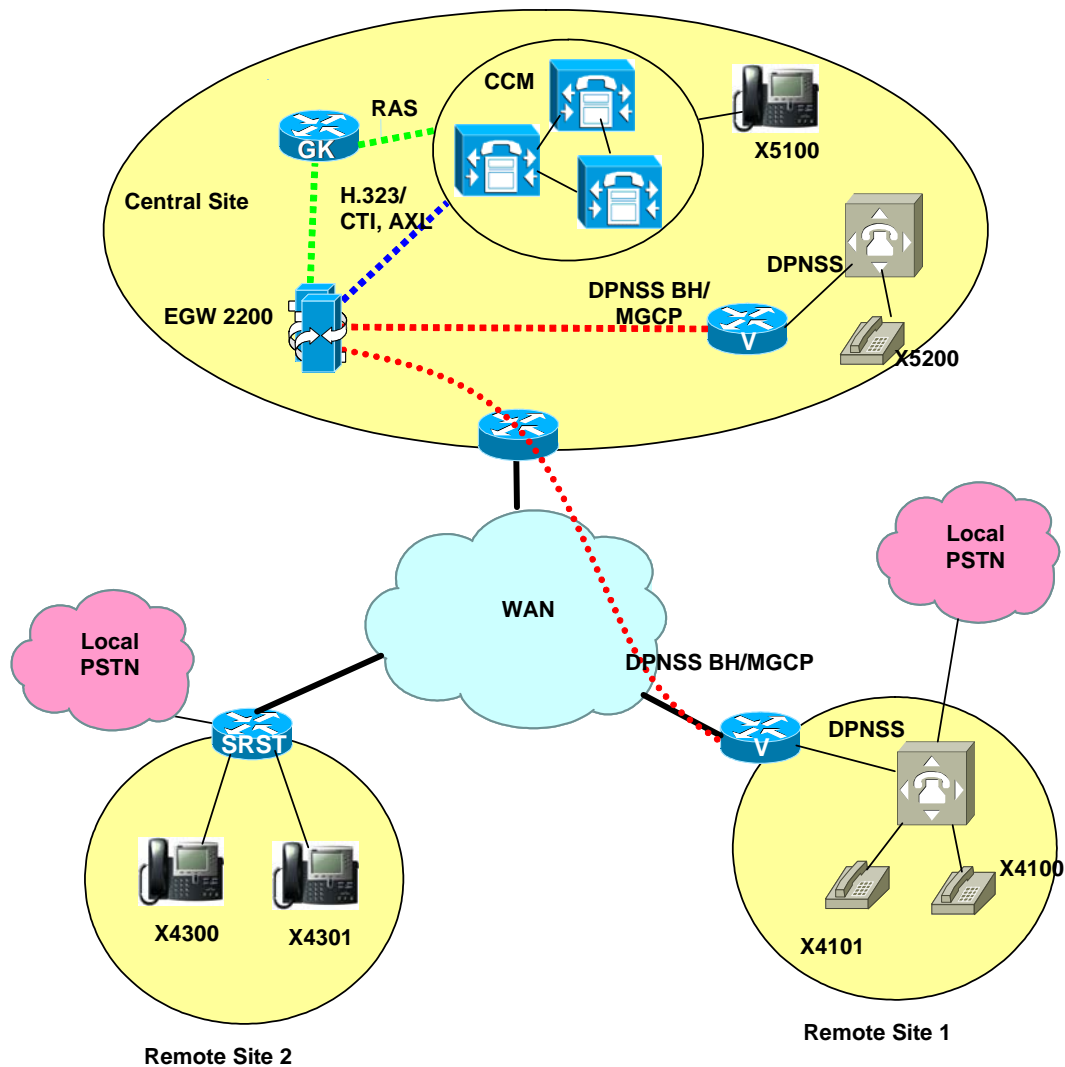 CCM
RAS
GK
X5100
H.323/
CTI, AXL
Central Site
DPNSS
DPNSS BH/
MGCP
EGW 2200
V
X5200
Local
PSTN
WAN
Local
PSTN
DPNSS BH/MGCP
SRST
V
DPNSS
X4100
X4300
X4301
X4101
Remote Site 1
Remote Site 2